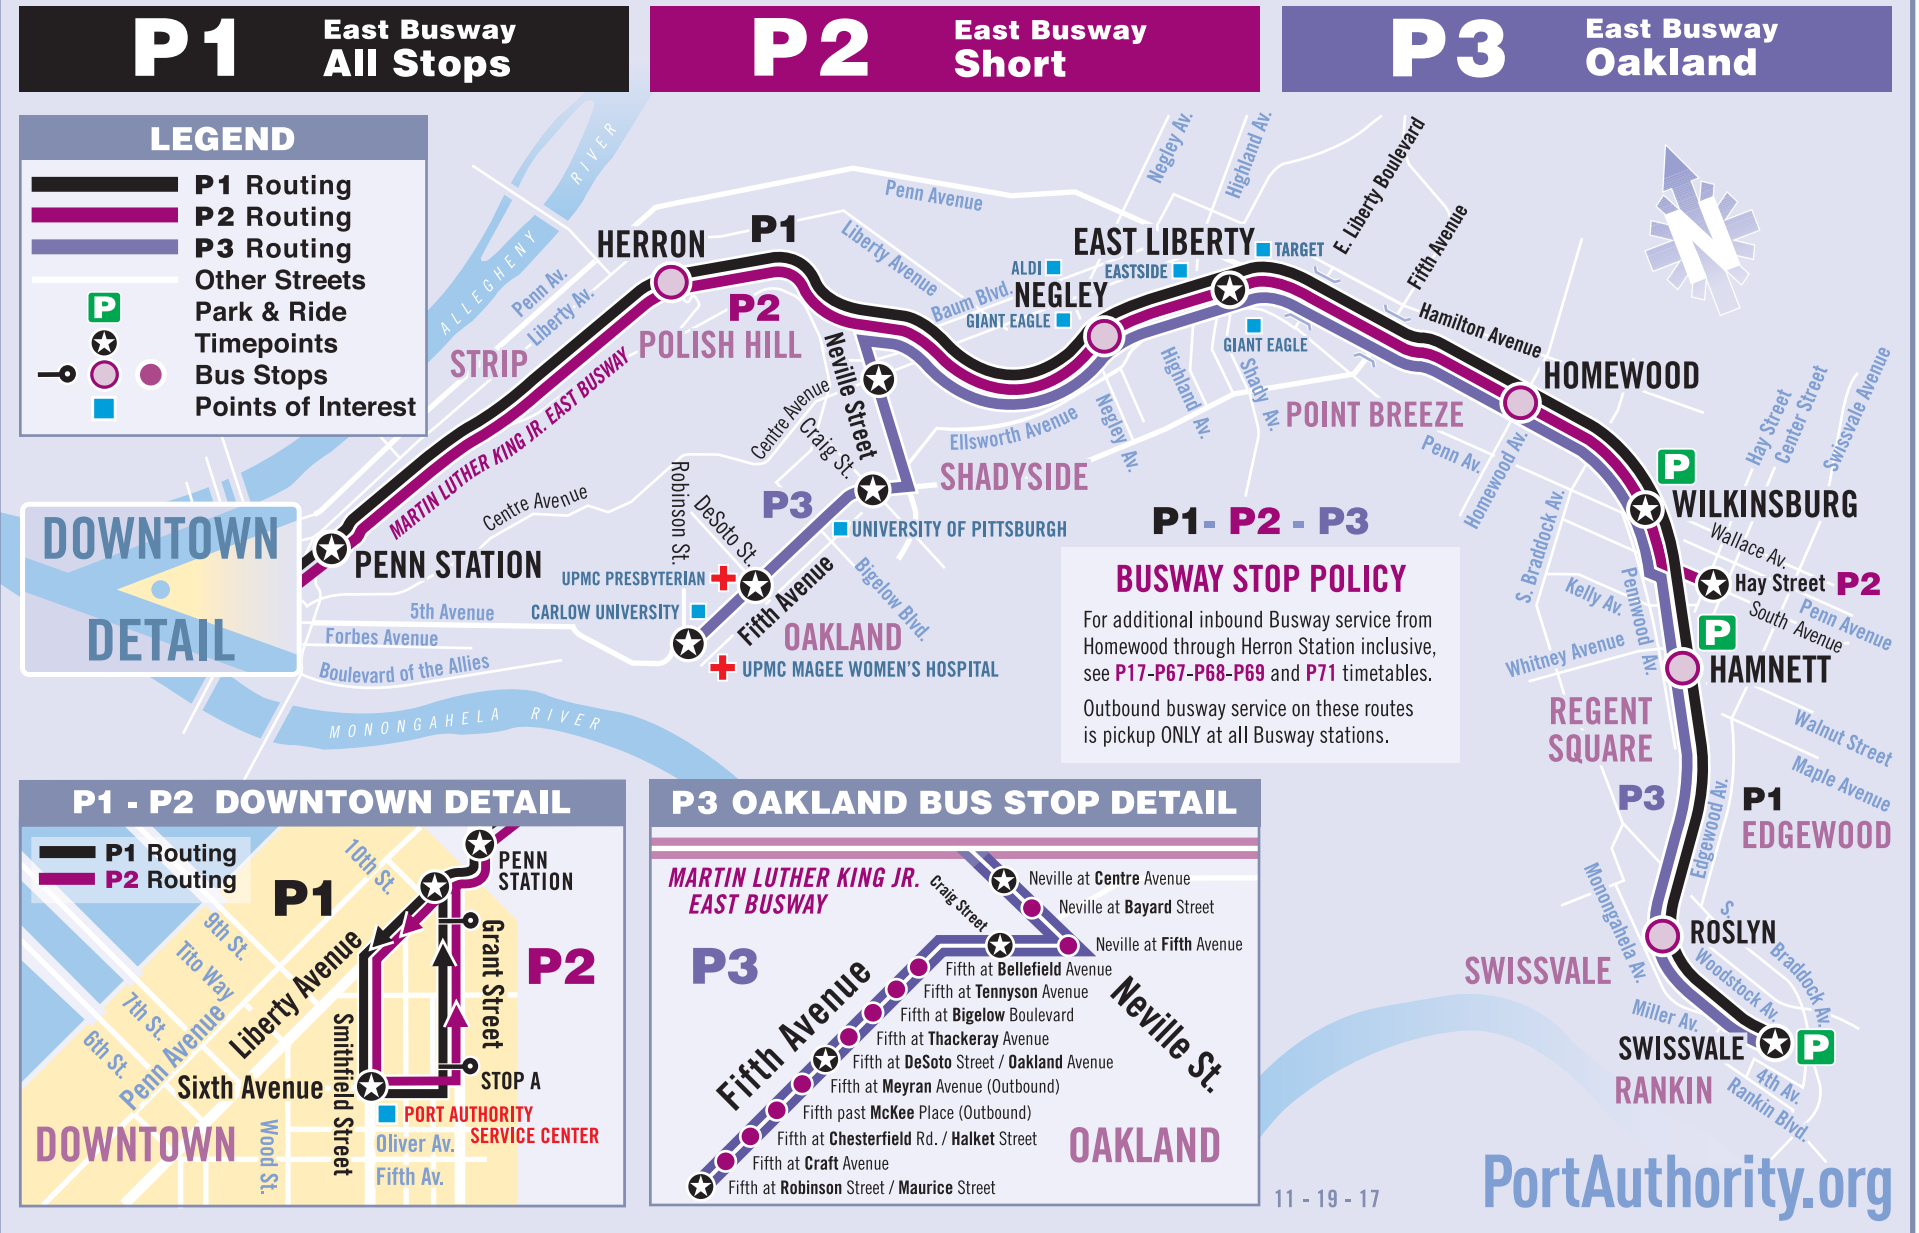 P1 East Busway
All Stops
P2 East Busway
Short
P3 East Busway
Oakland
LEGEND
P1 Routing
P2 Routing
P3 Routing
Other Streets
P Park & Ride
Timepoints
Bus Stops
Points of Interest
ALLEGHENY RIVER
Penn Av.
Liberty Av.
STRIP
HERRON
P1
P2
POLISH HILL
MARTIN LUTHER KING JR. EAST BUSWAY
Penn Avenue
Liberty Avenue
Baum Blvd.
Neville Street
Centre Avenue
Craig St.
Centre Avenue
Robinson St.
DeSoto St.
P3
Negley Av.
Highland Av.
EAST LIBERTY
TARGET
ALDI
EASTSIDE
NEGLEY
GIANT EAGLE
GIANT EAGLE
E. Liberty Boulevard
Fifth Avenue
Hamilton Avenue
N
HOMEWOOD
Ellsworth Avenue
Negley Av.
Highland Av.
Shady Av.
POINT BREEZE
SHADYSIDE
Penn Av.
Homewood Av.
Hay Street
Center Street
Swissvale Avenue
P
WILKINSBURG
S. Braddock Av.
Wallace Av.
Hay Street P2
Penn Avenue
South Avenue
Kelly Av.
Pennwood Av.
Whitney Avenue
P
HAMNETT
REGENT
SQUARE
Walnut Street
Maple Avenue
P3
P1
EDGEWOOD
Edgewood Av.
Monongahela Av.
ROSLYN
S. Braddock Av.
Woodstock Av.
SWISSVALE
Miller Av.
SWISSVALE
P
RANKIN
4th Av.
Rankin Blvd.
DOWNTOWN
DETAIL
PENN STATION
5th Avenue
Forbes Avenue
Boulevard of the Allies
MONONGAHELA RIVER
UPMC PRESBYTERIAN
CARLOW UNIVERSITY
Fifth Avenue
OAKLAND
UPMC MAGEE WOMEN'S HOSPITAL
UNIVERSITY OF PITTSBURGH
Bigelow Blvd.
P1 - P2 - P3
BUSWAY STOP POLICY
For additional inbound Busway service from
Homewood through Herron Station inclusive,
see P17-P67-P68-P69 and P71 timetables.
Outbound busway service on these routes
is pickup ONLY at all Busway stations.
P1 - P2 DOWNTOWN DETAIL
P1 Routing
P2 Routing
10th St.
PENN
STATION
P1
9th St.
Tito Way
7th St.
6th St.
Penn Avenue
Liberty Avenue
Grant Street
P2
Smithfield Street
Sixth Avenue
STOP A
PORT AUTHORITY
SERVICE CENTER
DOWNTOWN
Wood St.
Oliver Av.
Fifth Av.
P3 OAKLAND BUS STOP DETAIL
MARTIN LUTHER KING JR.
EAST BUSWAY
Craig Street
Neville at Centre Avenue
Neville at Bayard Street
Neville at Fifth Avenue
P3
Fifth at Bellefield Avenue
Fifth at Tennyson Avenue
Fifth at Bigelow Boulevard
Fifth at Thackeray Avenue
Fifth at DeSoto Street / Oakland Avenue
Fifth at Meyran Avenue (Outbound)
Fifth past McKee Place (Outbound)
Fifth at Chesterfield Rd. / Halket Street
Fifth at Craft Avenue
Fifth at Robinson Street / Maurice Street
Fifth Avenue
Neville St.
OAKLAND
11 - 19 - 17
PortAuthority.org